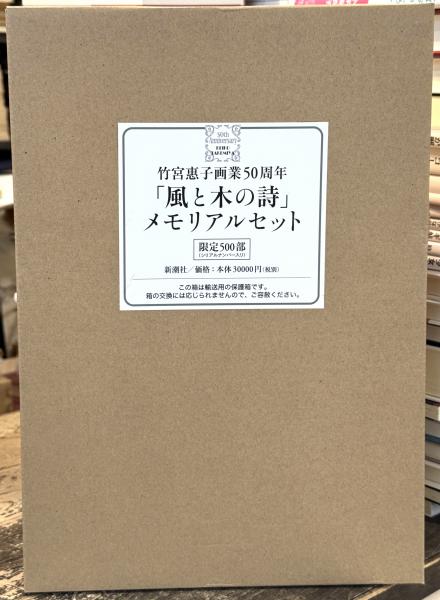 50th
Anniversary
KEIKO
TAKEMIYA
竹宮惠子画業50周年
「風と木の詩」
メモリアルセット
限定500部
(シリアルナンバー入り)
新潮社／価格：本体30000円(税別)
この箱は輸送用の保護箱です。
箱の交換には応じられませんので、ご容赦ください。